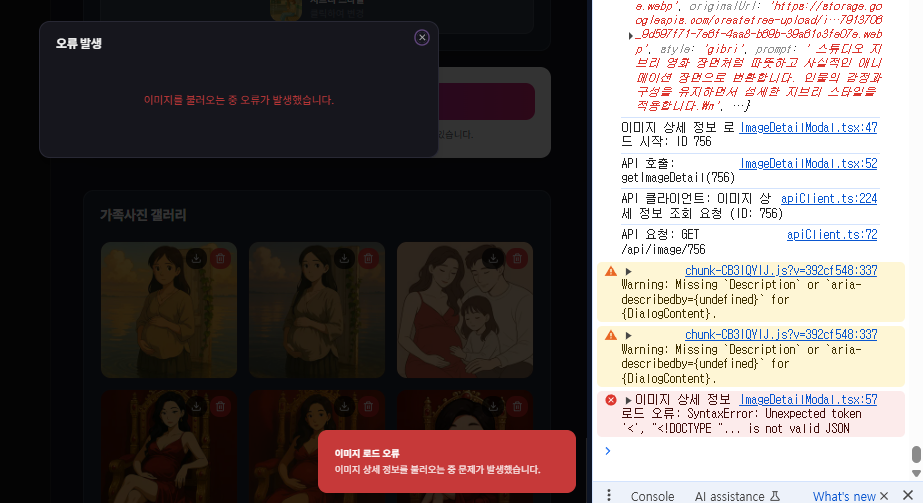 오류 발생
이미지를 불러오는 중 오류가 발생했습니다.
있습니다.
가족사진 갤러리
이미지 로드 오류
이미지 상세 정보를 불러오는 중 문제가 발생했습니다.
e.webp', originalUrl: 'https://storage.go
ogleapis.com/createtree-upload/i…7913706
_9d597f71-7e6f-4aa8-b69b-39a61o3fe07e.web
p', style: 'gibri', prompt: ' 스튜디오 지
브리 영화 장면처럼 따뜻하고 사실적인 애니
메이션 장면으로 변환합니다. 인물의 감정과
구성을 유지하면서 섬세한 지브리 스타일을
적용합니다.\n', …}
이미지 상세 정보 로 ImageDetailModal.tsx:47
드 시작: ID 756
API 호출: ImageDetailModal.tsx:52
getImageDetail(756)
API 클라이언트: 이미지 상 apiClient.ts:224
세 정보 조회 요청 (ID: 756)
API 요청: GET apiClient.ts:72
/api/image/756
chunk-CB3IQYIJ.js?v=392cf548:337
Warning: Missing `Description` or `aria-
describedby={undefined}` for
{DialogContent}.
chunk-CB3IQYIJ.js?v=392cf548:337
Warning: Missing `Description` or `aria-
describedby={undefined}` for
{DialogContent}.
이미지 상세 정보 ImageDetailModal.tsx:57
로드 오류: SyntaxError: Unexpected token
'<', "<!DOCTYPE "... is not valid JSON
Console AI assistance What's new